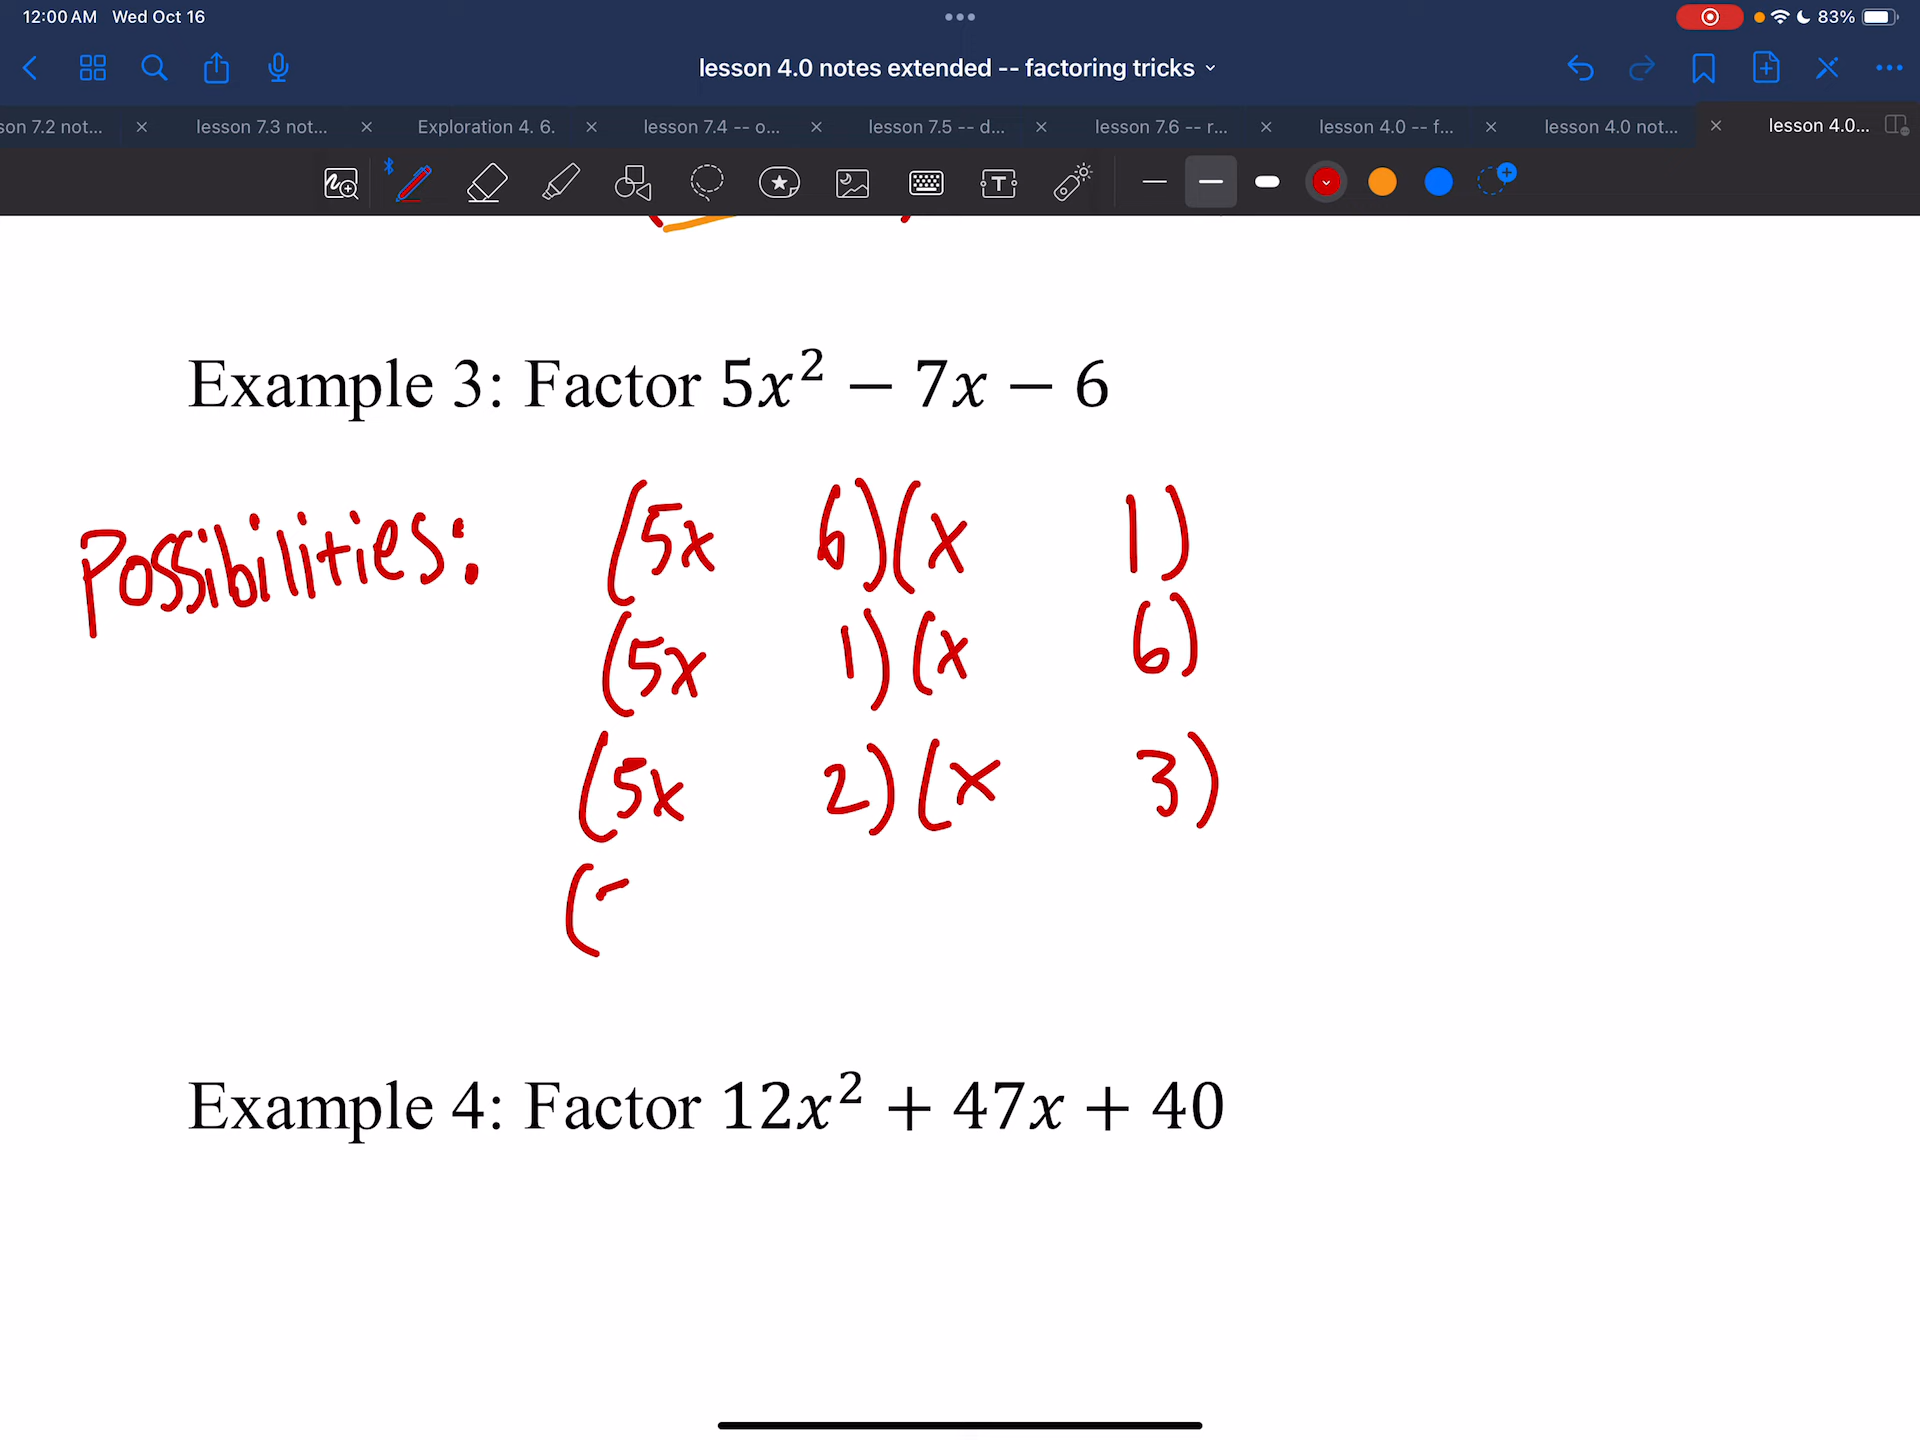 12:00 AM Wed Oct 16
83%
lesson 4.0 notes extended -- factoring tricks
son 7.2 not... lesson 7.3 not... Exploration 4. 6. lesson 7.4 -- o... lesson 7.5 -- d... lesson 7.6 -- r... lesson 4.0 -- f... lesson 4.0 not... lesson 4.0...
Example 3: Factor 5x² − 7x − 6
Possibilities: (5x 6)(x 1)
(5x 1)(x 6)
(5x 2)(x 3)
(
Example 4: Factor 12x² + 47x + 40